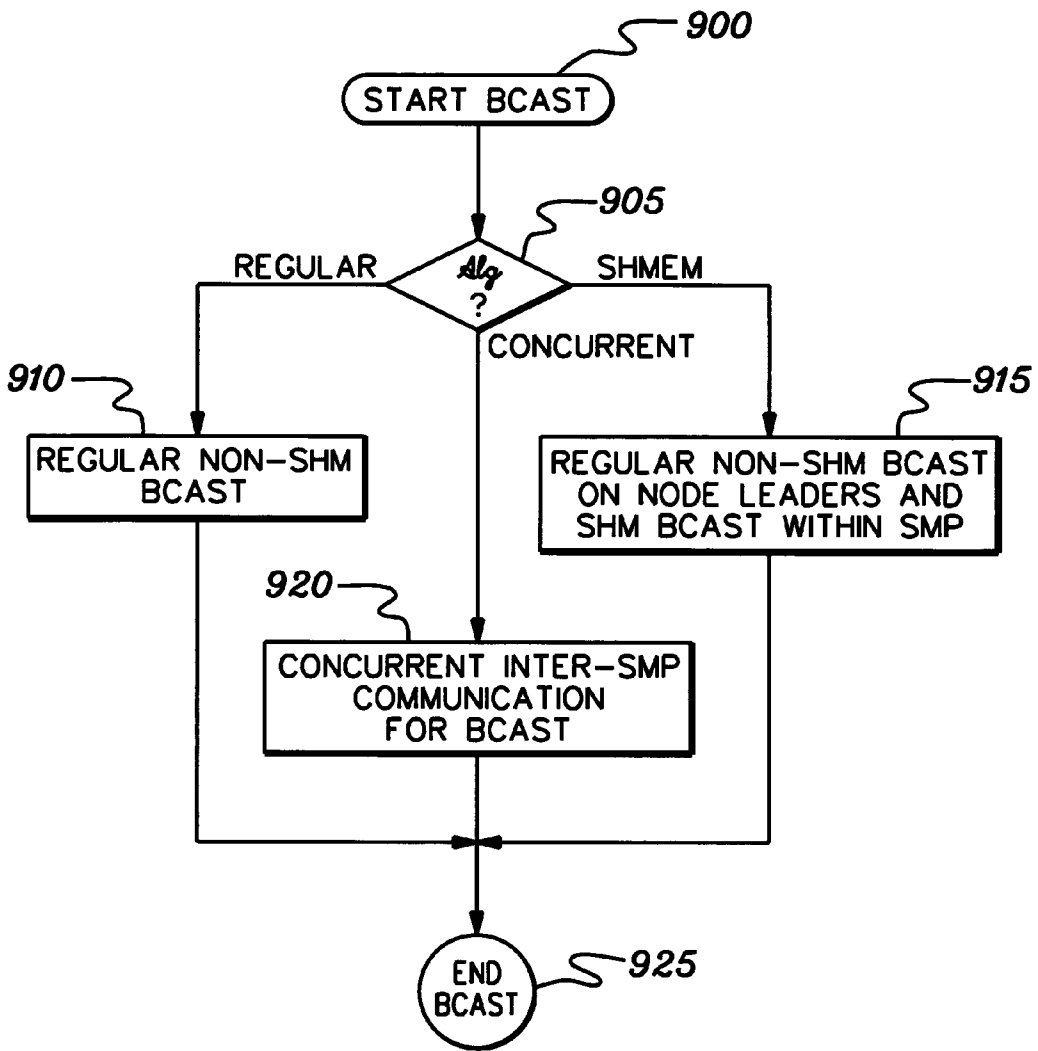 900
START BCAST
905
REGULAR
Alg
?
SHMEM
CONCURRENT
910
915
REGULAR NON-SHM
BCAST
REGULAR NON-SHM BCAST
ON NODE LEADERS AND
SHM BCAST WITHIN SMP
920
CONCURRENT INTER-SMP
COMMUNICATION
FOR BCAST
END
BCAST
925